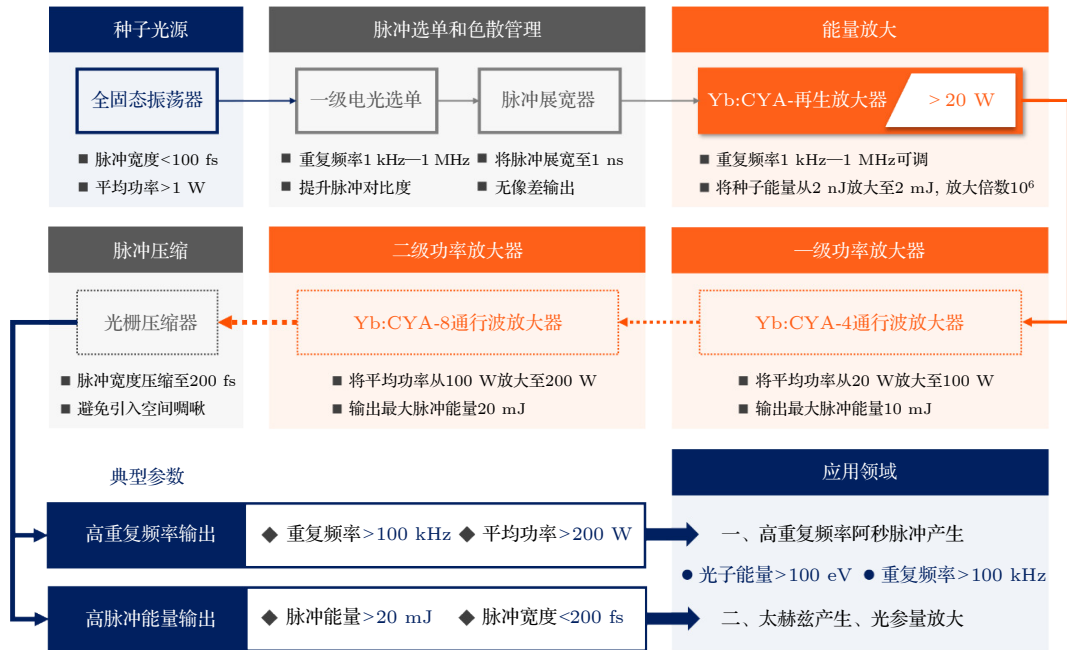 种子光源
全固态振荡器
■ 脉冲宽度<100 fs
■ 平均功率>1 W
脉冲选单和色散管理
一级电光选单
脉冲展宽器
■ 重复频率1 kHz—1 MHz
■ 提升脉冲对比度
■ 将脉冲展宽至1 ns
■ 无像差输出
能量放大
Yb:CYA-再生放大器
>20 W
■ 重复频率1 kHz—1 MHz可调
■ 将种子能量从2 nJ放大至2 mJ, 放大倍数10⁶
脉冲压缩
光栅压缩器
■ 脉冲宽度压缩至200 fs
■ 避免引入空间啁啾
二级功率放大器
Yb:CYA-8通行波放大器
■ 将平均功率从100 W放大至200 W
■ 输出最大脉冲能量20 mJ
一级功率放大器
Yb:CYA-4通行波放大器
■ 将平均功率从20 W放大至100 W
■ 输出最大脉冲能量10 mJ
典型参数
高重复频率输出
◆ 重复频率>100 kHz ◆ 平均功率>200 W
高脉冲能量输出
◆ 脉冲能量>20 mJ ◆ 脉冲宽度<200 fs
应用领域
一、高重复频率阿秒脉冲产生
● 光子能量>100 eV ● 重复频率>100 kHz
二、太赫兹产生、光参量放大